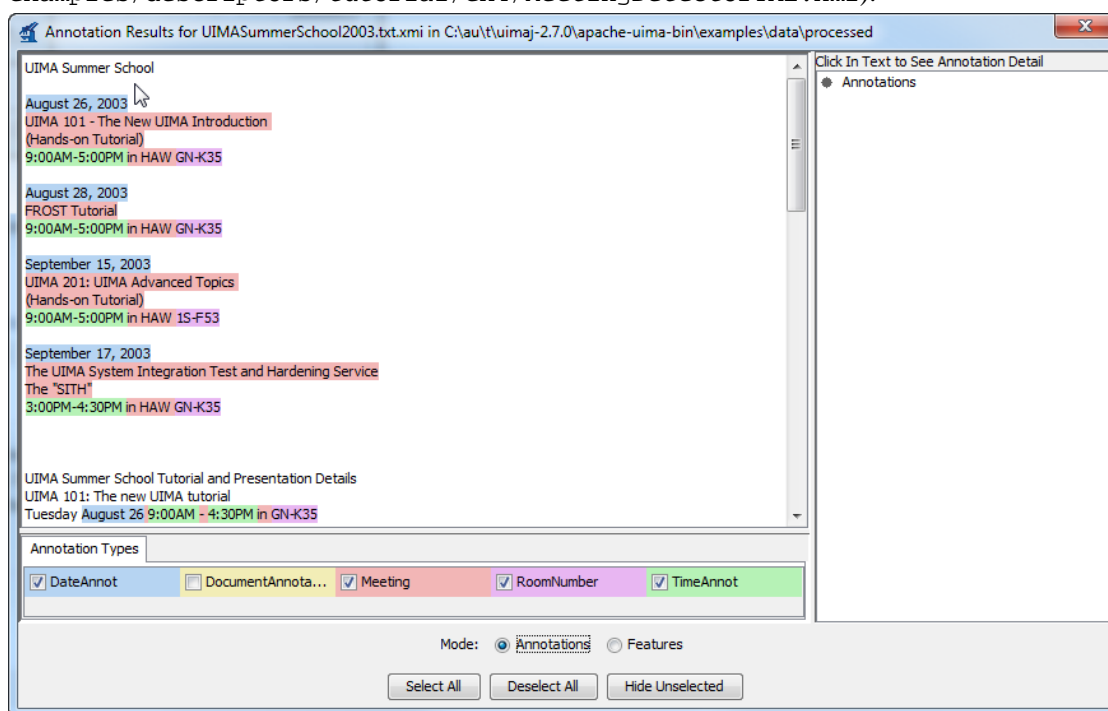 examples/descriptors/tutorial/ex4/MeetingDetectorTAE.xml).
Annotation Results for UIMASummerSchool2003.txt.xmi in C:\au\t\uimaj-2.7.0\apache-uima-bin\examples\data\processed
UIMA Summer School
August 26, 2003
UIMA 101 - The New UIMA Introduction
(Hands-on Tutorial)
9:00AM-5:00PM in HAW GN-K35
August 28, 2003
FROST Tutorial
9:00AM-5:00PM in HAW GN-K35
September 15, 2003
UIMA 201: UIMA Advanced Topics
(Hands-on Tutorial)
9:00AM-5:00PM in HAW 1S-F53
September 17, 2003
The UIMA System Integration Test and Hardening Service
The "SITH"
3:00PM-4:30PM in HAW GN-K35
UIMA Summer School Tutorial and Presentation Details
UIMA 101: The new UIMA tutorial
Tuesday August 26 9:00AM - 4:30PM in GN-K35
Click In Text to See Annotation Detail
Annotations
Annotation Types
DateAnnot
DocumentAnnota...
Meeting
RoomNumber
TimeAnnot
Mode: Annotations Features
Select All Deselect All Hide Unselected